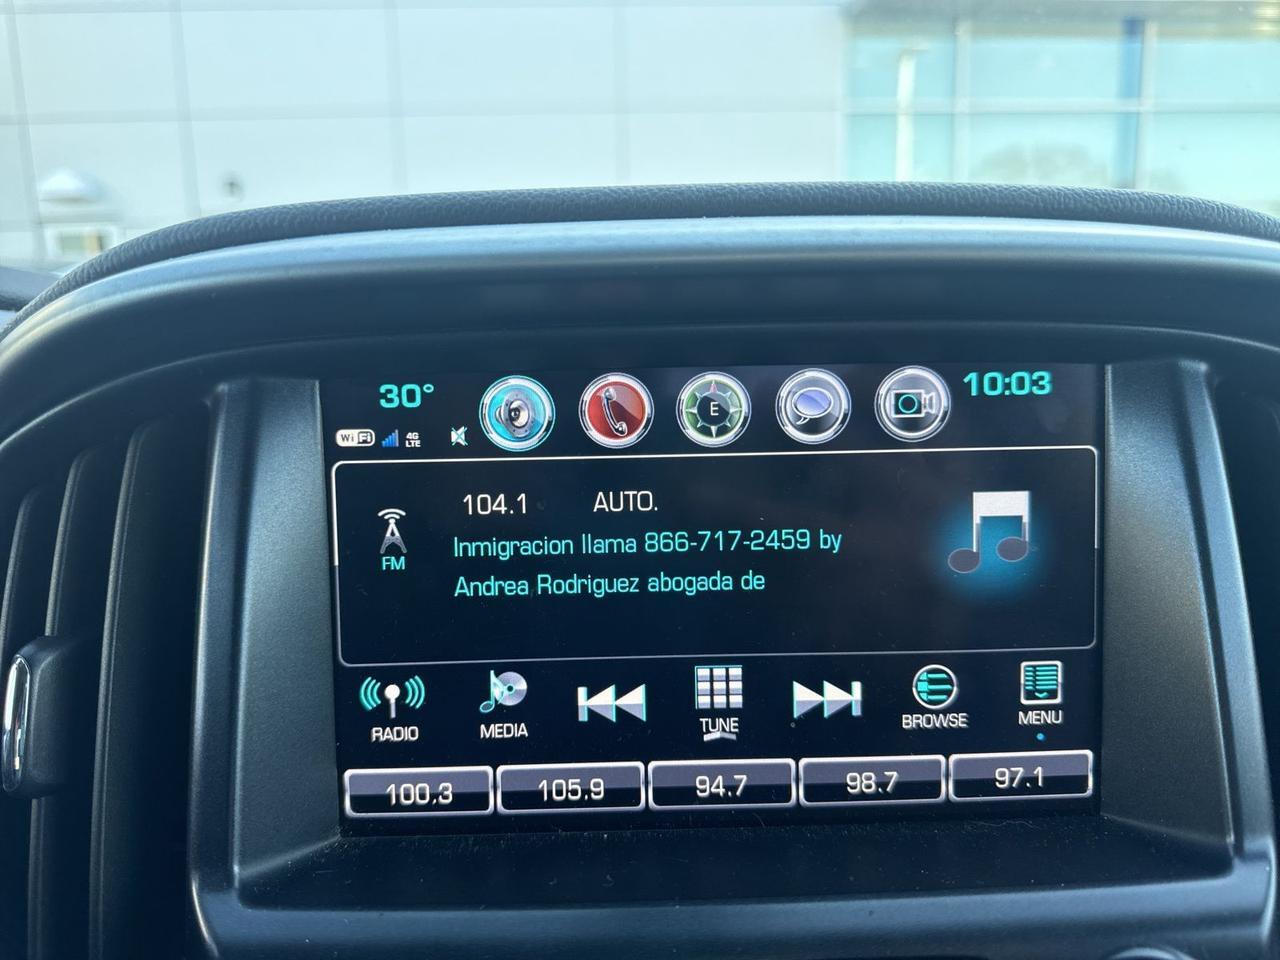 30° E 10:03
WiFi 4G LTE
104.1 AUTO.
FM
Inmigracion llama 866-717-2459 by
Andrea Rodriguez abogada de
RADIO MEDIA TUNE BROWSE MENU
100.3 105.9 94.7 98.7 97.1